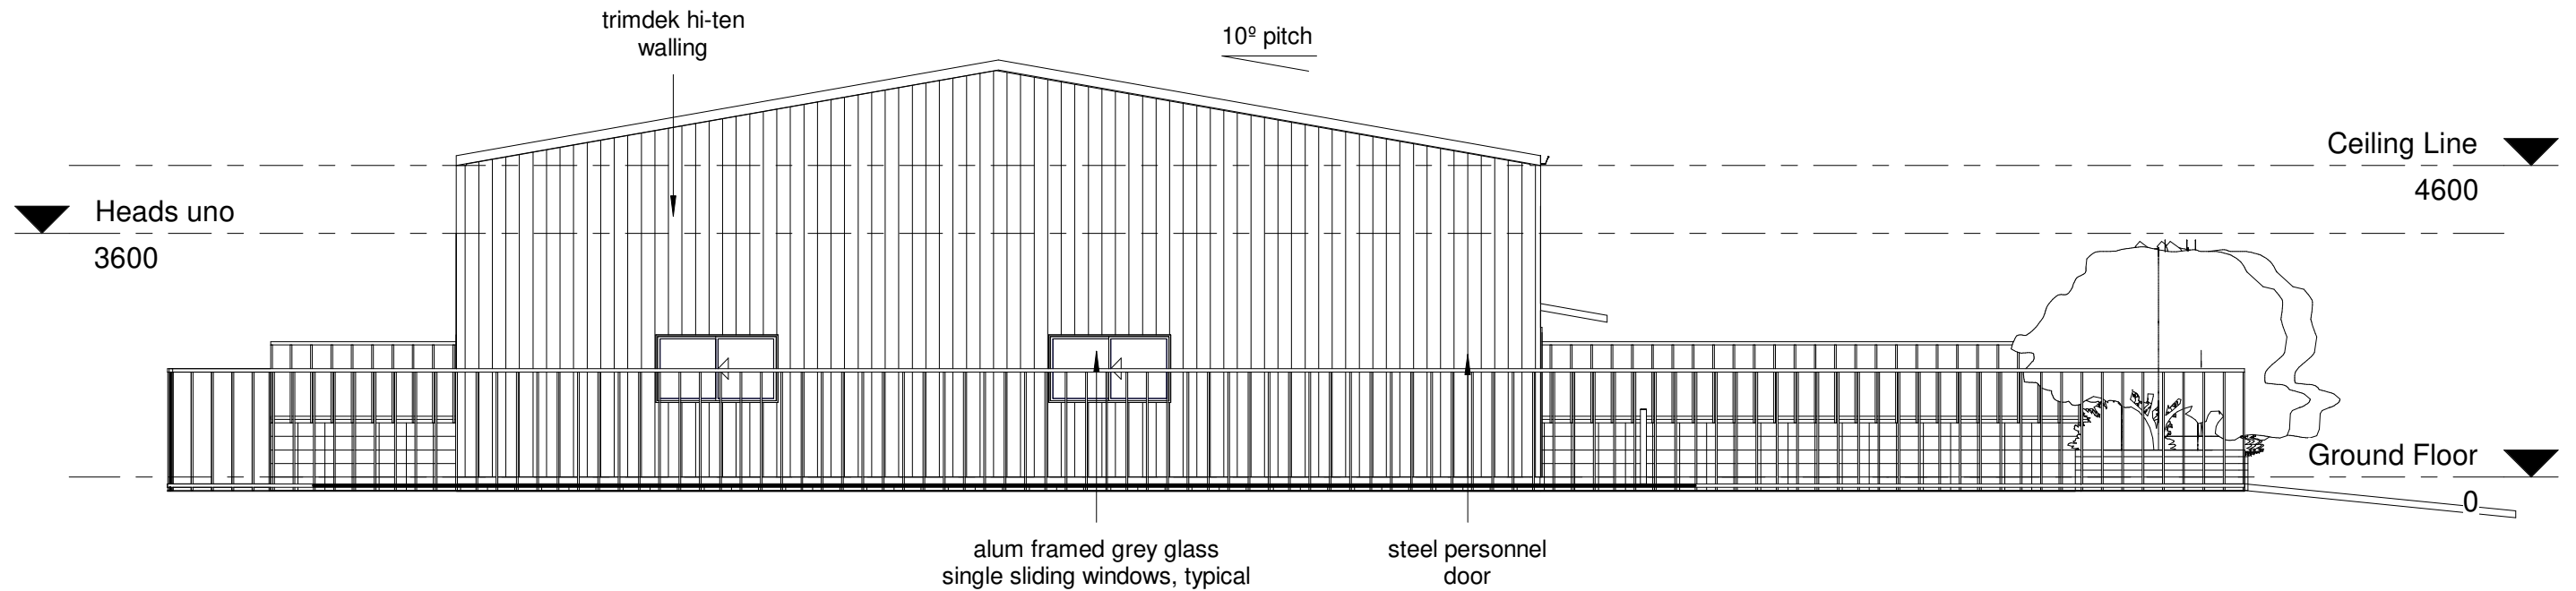 trimdek hi-ten
walling
10º pitch
Ceiling Line
4600
Heads uno
3600
Ground Floor
0
alum framed grey glass
single sliding windows, typical
steel personnel
door